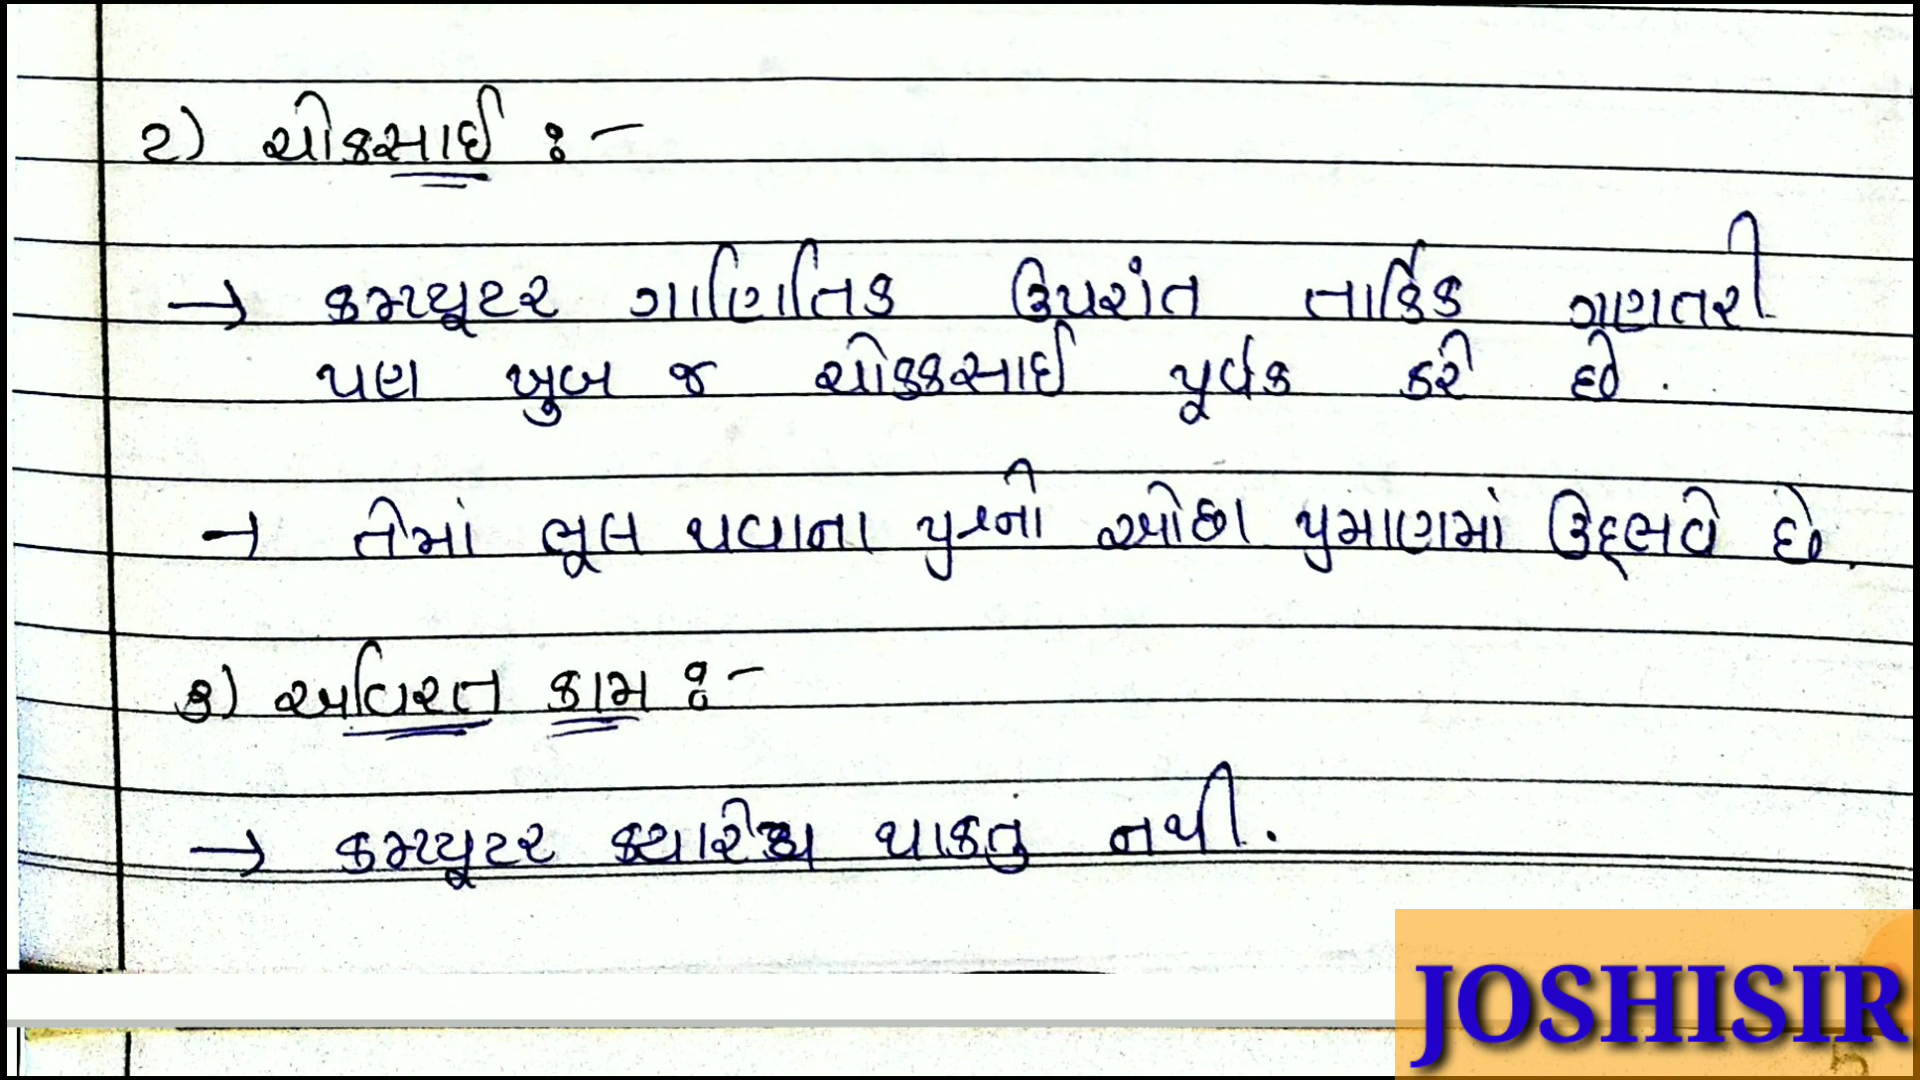 ૨) ચોકસાઈ :-
→ કમ્પ્યૂટર ગાણિતિક ઉપરાંત તાર્કિક ગણતરી
પણ ખુબ જ ચોક્કસાઈ પૂર્વક કરે છે.
→ તેમાં ભૂલ થવાના પ્રશ્નો ઓછા પ્રમાણમાં ઉદ્દભવે છે.
૩) અવિરત કામ :-
→ કમ્પ્યૂટર ક્યારેય થાકતુ નથી.
JOSHISIR